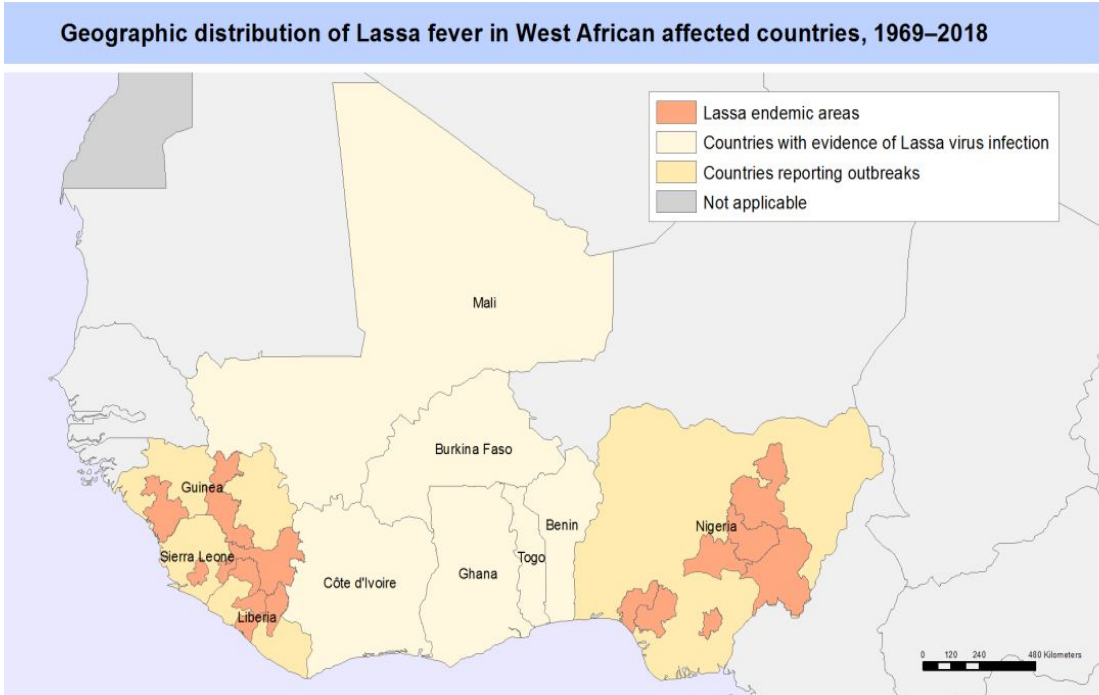 Geographic distribution of Lassa fever in West African affected countries, 1969–2018
Lassa endemic areas
Countries with evidence of Lassa virus infection
Countries reporting outbreaks
Not applicable
Mali
Burkina Faso
Guinea
Benin
Nigeria
Sierra Leone
Togo
Ghana
Côte d'Ivoire
Liberia
0 120 240 480 Kilometers